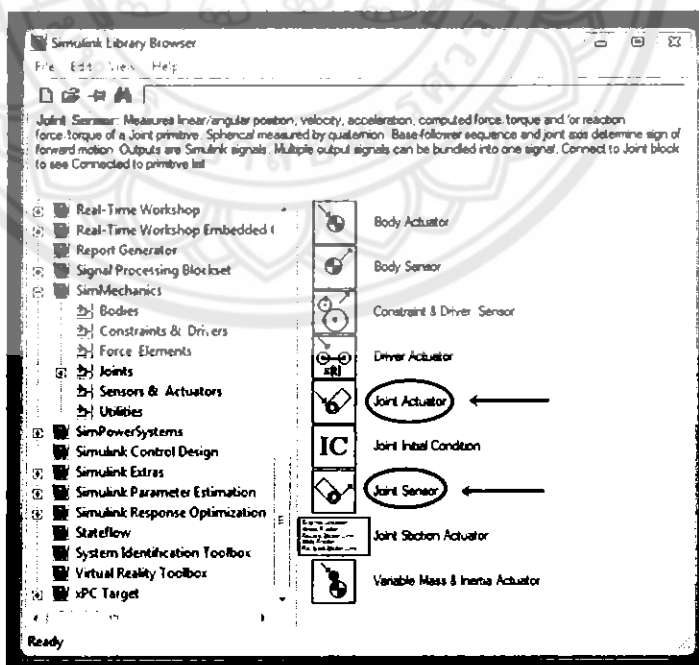 Simulink Library Browser
File Edit View Help
Joint Sensor: Measures linear/angular position, velocity, acceleration, computed force/torque and/or reaction
force/torque of a Joint primitive. Spherical measured by quaternion. Base-follower sequence and joint axis determine sign of
forward motion. Outputs are Simulink signals. Multiple output signals can be bundled into one signal. Connect to Joint block
to see Connected to primitive list
Real-Time Workshop
Real-Time Workshop Embedded (
Report Generator
Signal Processing Blockset
SimMechanics
Bodies
Constraints & Drivers
Force Elements
Joints
Sensors & Actuators
Utilities
SimPowerSystems
Simulink Control Design
Simulink Extras
Simulink Parameter Estimation
Simulink Response Optimization
Stateflow
System Identification Toolbox
Virtual Reality Toolbox
xPC Target
Body Actuator
Body Sensor
Constraint & Driver Sensor
x(t)
Driver Actuator
Joint Actuator
IC
Joint Initial Condition
Joint Sensor
Joint Stiction Actuator
Variable Mass & Inertia Actuator
Ready